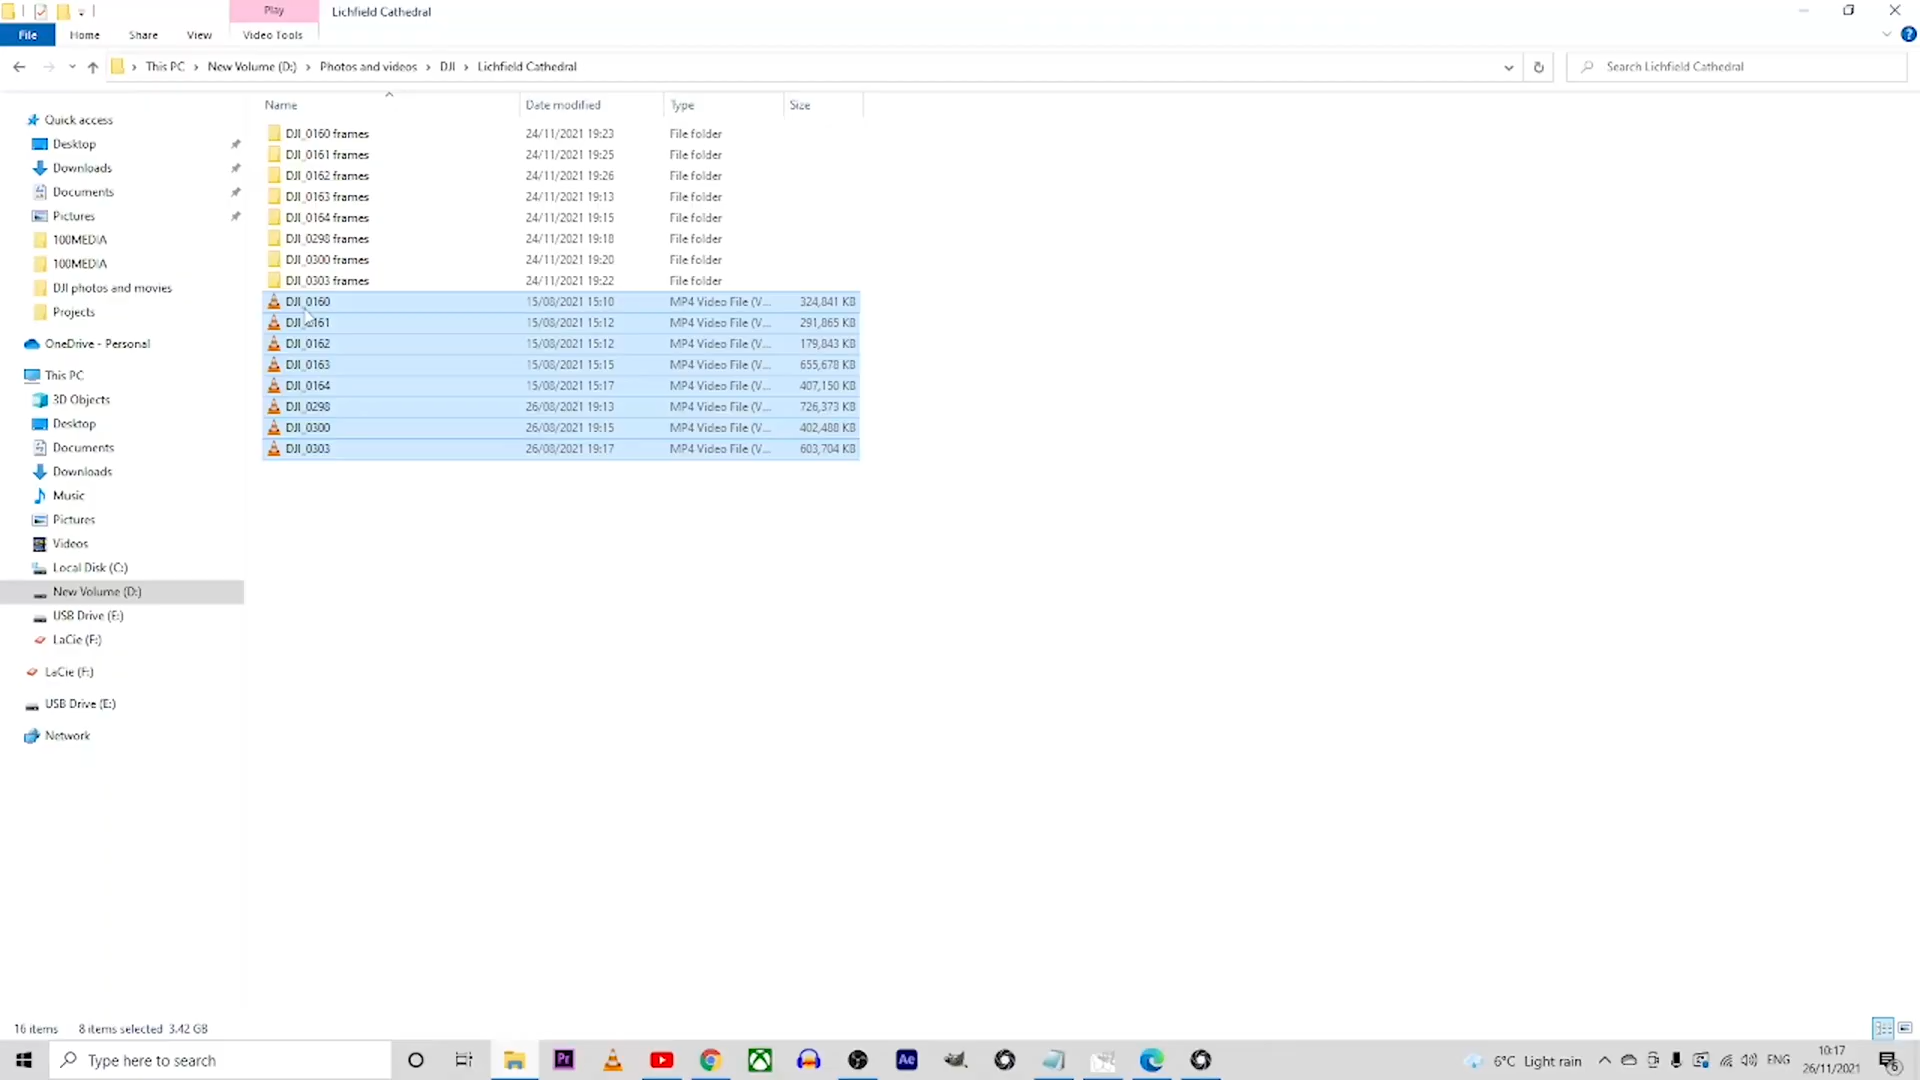 Play
Lichfield Cathedral
File
Home
Share
View
Video Tools
This PC
New Volume (D:)
Photos and videos
DJI
Lichfield Cathedral
Search Lichfield Cathedral
Name
Date modified
Type
Size
Quick access
Desktop
Downloads
Documents
Pictures
100MEDIA
100MEDIA
DJI photos and movies
Projects
OneDrive - Personal
This PC
3D Objects
Desktop
Documents
Downloads
Music
Pictures
Videos
Local Disk (C:)
New Volume (D:)
USB Drive (E:)
LaCie (F:)
LaCie (F:)
USB Drive (E:)
Network
DJI_0160 frames 24/11/2021 19:23 File folder
DJI_0161 frames 24/11/2021 19:25 File folder
DJI_0162 frames 24/11/2021 19:26 File folder
DJI_0163 frames 24/11/2021 19:13 File folder
DJI_0164 frames 24/11/2021 19:15 File folder
DJI_0298 frames 24/11/2021 19:18 File folder
DJI_0300 frames 24/11/2021 19:20 File folder
DJI_0303 frames 24/11/2021 19:22 File folder
DJI_0160 15/08/2021 15:10 MP4 Video File (V... 324,841 KB
DJI_0161 15/08/2021 15:12 MP4 Video File (V... 291,865 KB
DJI_0162 15/08/2021 15:12 MP4 Video File (V... 179,843 KB
DJI_0163 15/08/2021 15:15 MP4 Video File (V... 655,678 KB
DJI_0164 15/08/2021 15:17 MP4 Video File (V... 407,150 KB
DJI_0298 26/08/2021 19:13 MP4 Video File (V... 726,373 KB
DJI_0300 26/08/2021 19:15 MP4 Video File (V... 402,488 KB
DJI_0303 26/08/2021 19:17 MP4 Video File (V... 603,704 KB
16 items 8 items selected 3.42 GB
Type here to search
Pr
Ae
6°C Light rain
ENG
10:17
26/11/2021
6